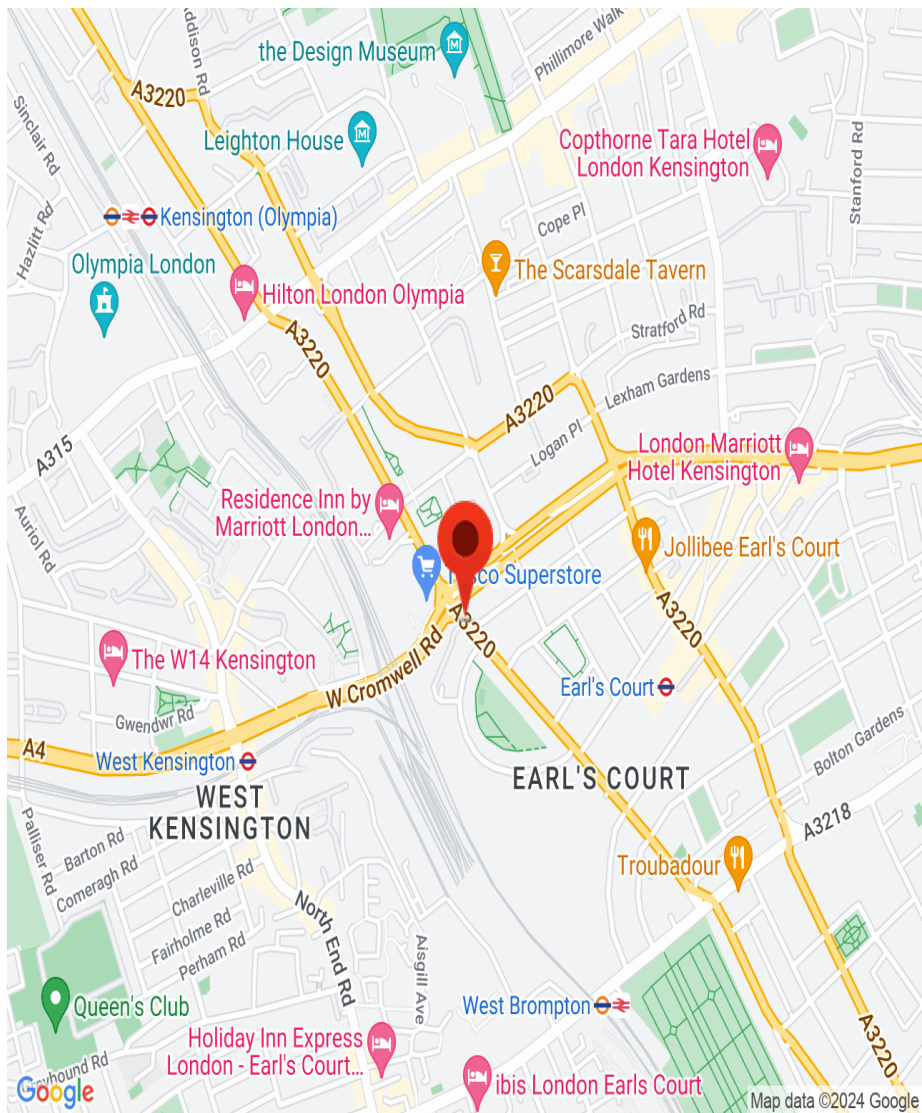 Addison Rd
the Design Museum
Phillimore Walk
A3220
Sinclair Rd
Leighton House
Copthorne Tara Hotel
London Kensington
Stanford Rd
Hazlitt Rd
Kensington (Olympia)
Cope Pl
Olympia London
The Scarsdale Tavern
Hilton London Olympia
Stratford Rd
A3220
Lexham Gardens
A3220
A315
Logan Pl
London Marriott
Hotel Kensington
Residence Inn by
Marriott London...
Auriol Rd
Jollibee Earl's Court
Superstore
A3220
A3220
W Cromwell Rd
The W14 Kensington
Earl's Court
Gwendwr Rd
A4
West Kensington
Bolton Gardens
EARL'S COURT
WEST
KENSINGTON
A3218
Palliser Rd
Barton Rd
Comeragh Rd
Charleville Rd
Troubadour
Fairholme Rd
North End Rd
Perham Rd
Aisgill Ave
Queen's Club
West Brompton
Holiday Inn Express
London - Earl's Court...
A3220
Greyhound Rd
ibis London Earls Court
Google
Map data ©2024 Google